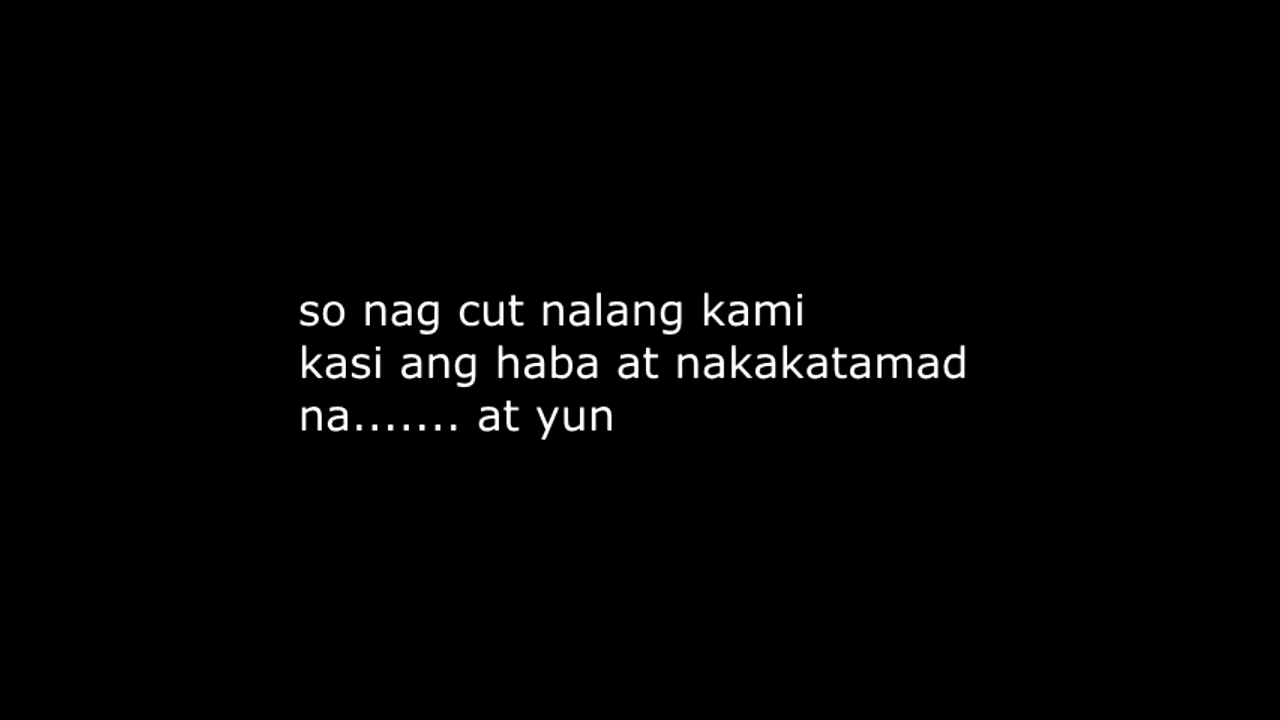 so nag cut nalang kami
kasi ang haba at nakakatamad
na....... at yun